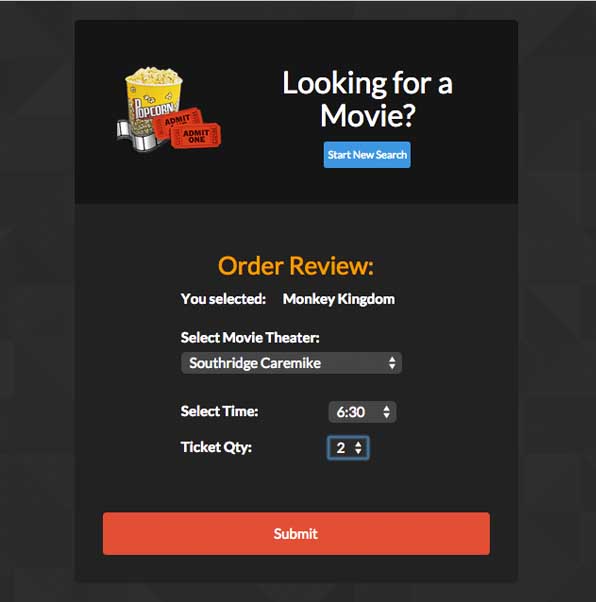 Looking for a
Movie?
Start New Search
POPCORN
ADMIT
ONE
ADMIT
ONE
Order Review:
You selected: Monkey Kingdom
Select Movie Theater:
Southridge Caremike
Select Time: 6:30
Ticket Qty: 2
Submit